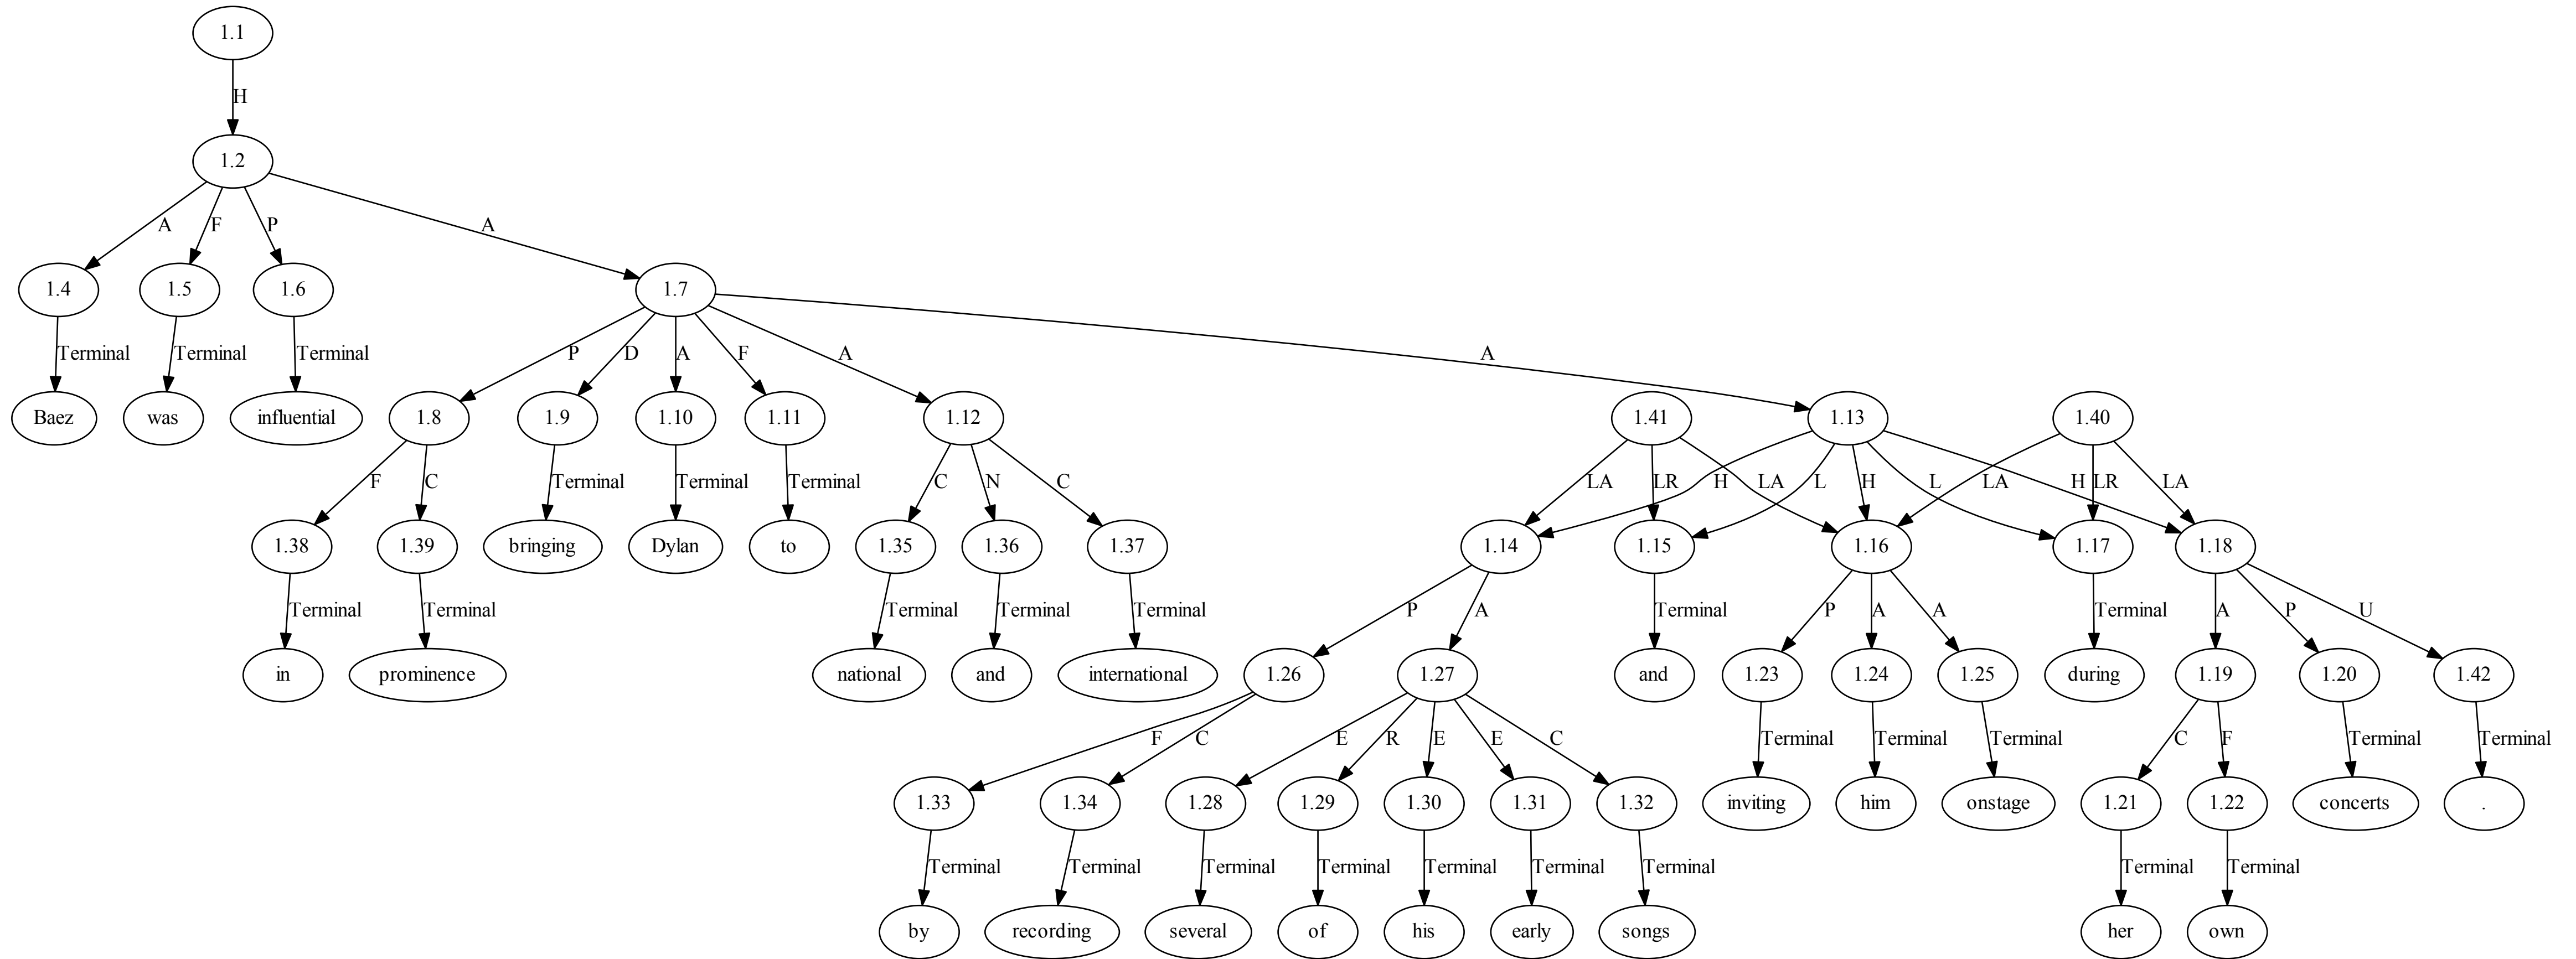 1.1
H
1.2
A F P A
1.4 1.5 1.6 1.7
Terminal Terminal Terminal P D A F A A
Baez was influential 1.8 1.9 1.10 1.11 1.12 1.41 1.13 1.40
F C Terminal Terminal Terminal C N C LA LR H LA L H L LA H LR LA
1.38 1.39 bringing Dylan to 1.35 1.36 1.37 1.14 1.15 1.16 1.17 1.18
Terminal Terminal Terminal Terminal Terminal P A Terminal P A A Terminal A P U
in prominence national and international 1.26 1.27 and 1.23 1.24 1.25 during 1.19 1.20 1.42
F C E R E E C Terminal Terminal Terminal C F Terminal Terminal
1.33 1.34 1.28 1.29 1.30 1.31 1.32 inviting him onstage 1.21 1.22 concerts .
Terminal Terminal Terminal Terminal Terminal Terminal Terminal Terminal Terminal
by recording several of his early songs her own